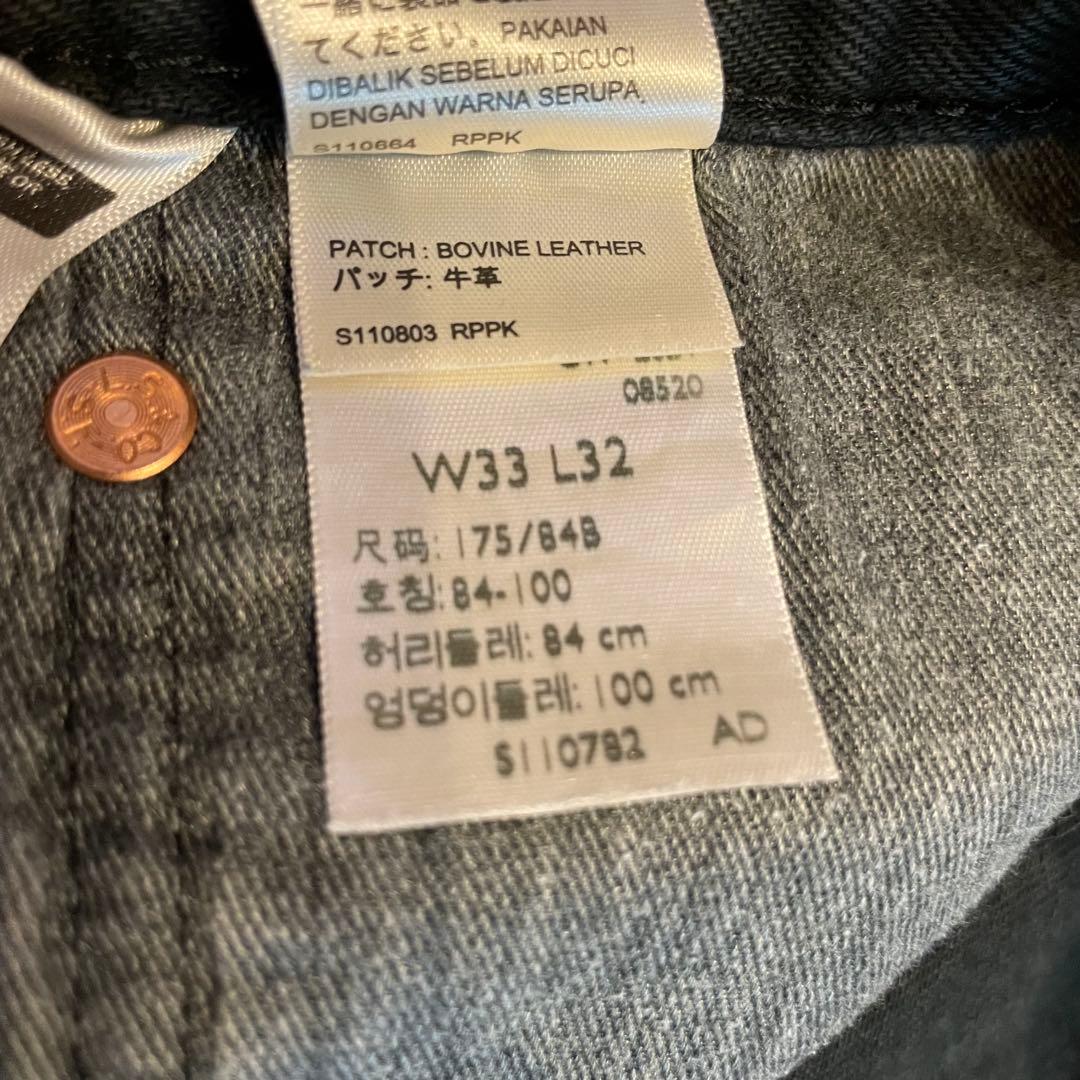 てください。PAKAIAN
DIBALIK SEBELUM DICUCI
DENGAN WARNA SERUPA.
S110664 RPPK
PATCH : BOVINE LEATHER
パッチ: 牛革
S110803 RPPK
08520
W33 L32
尺码: 175/84B
호칭: 84-100
허리둘레: 84 cm
엉덩이둘레: 100 cm
S110782 AD
OR